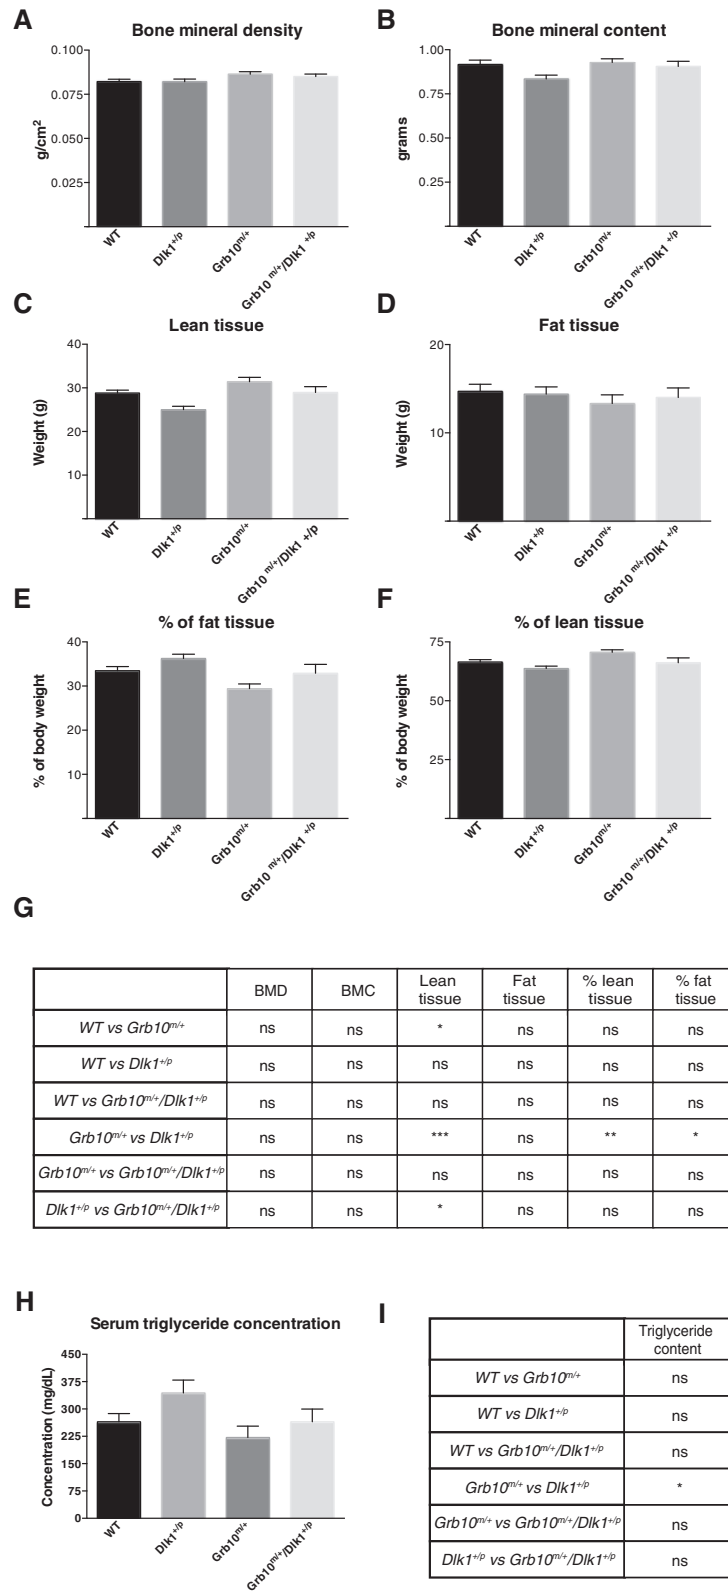 A
Bone mineral density
0.100
0.075
0.050
0.025
g/cm²
WT
Dlk1+/p
Grb10m/+
Grb10 m/+/Dlk1 +/p
B
Bone mineral content
1.00
0.75
0.50
0.25
grams
WT
Dlk1+/p
Grb10m/+
Grb10 m/+/Dlk1 +/p
C
Lean tissue
40
30
20
10
Weight (g)
WT
Dlk1+/p
Grb10m/+
Grb10 m/+/Dlk1 +/p
D
Fat tissue
20
10
Weight (g)
WT
Dlk1+/p
Grb10m/+
Grb10 m/+/Dlk1 +/p
E
% of fat tissue
40
30
20
10
% of body weight
WT
Dlk1+/p
Grb10m/+
Grb10 m/+/Dlk1 +/p
F
% of lean tissue
75
50
25
% of body weight
WT
Dlk1+/p
Grb10m/+
Grb10 m/+/Dlk1 +/p
G
BMD BMC Lean tissue Fat tissue % lean tissue % fat tissue
WT vs Grb10m/+ ns ns * ns ns ns
WT vs Dlk1+/p ns ns ns ns ns ns
WT vs Grb10m/+/Dlk1+/p ns ns ns ns ns ns
Grb10m/+ vs Dlk1+/p ns ns *** ns ** *
Grb10m/+ vs Grb10m/+/Dlk1+/p ns ns ns ns ns ns
Dlk1+/p vs Grb10m/+/Dlk1+/p ns ns * ns ns ns
H
Serum triglyceride concentration
450
375
300
225
150
75
0
Concentration (mg/dL)
WT
Dlk1+/p
Grb10m/+
Grb10m/+/Dlk1+/p
I
Triglyceride content
WT vs Grb10m/+ ns
WT vs Dlk1+/p ns
WT vs Grb10m/+/Dlk1+/p ns
Grb10m/+ vs Dlk1+/p *
Grb10m/+ vs Grb10m/+/Dlk1+/p ns
Dlk1+/p vs Grb10m/+/Dlk1+/p ns